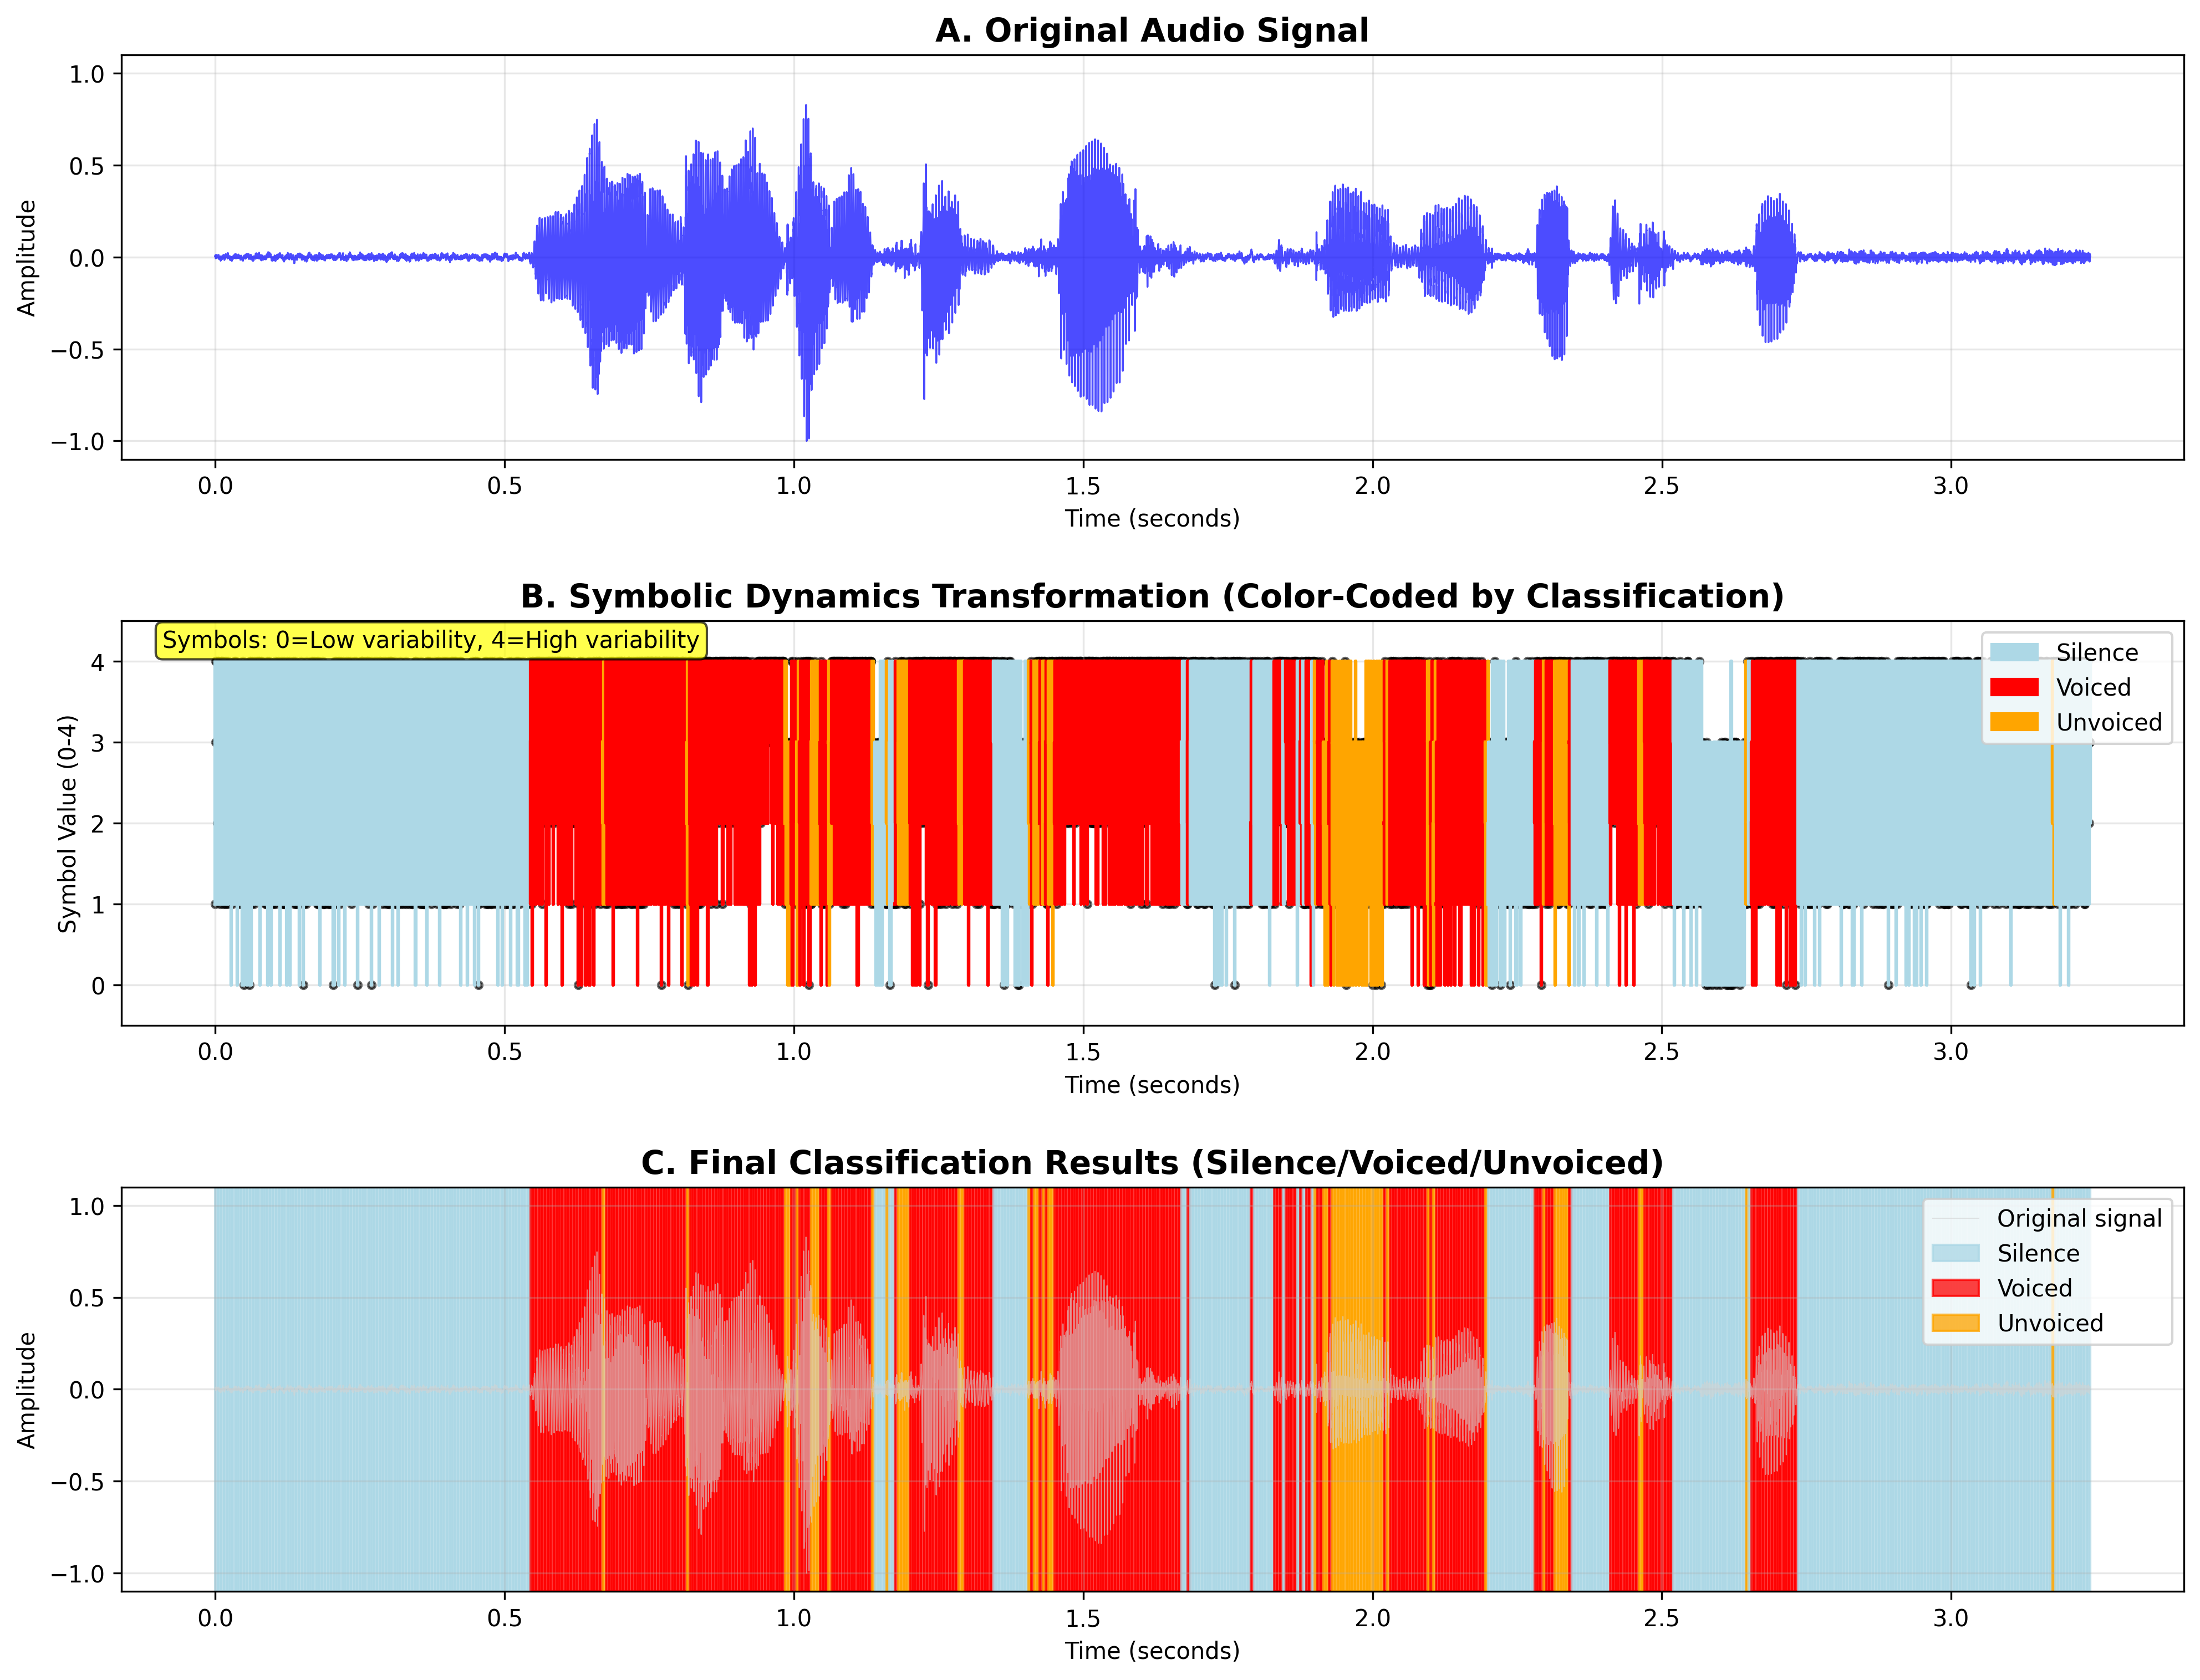 A. Original Audio Signal
1.0
0.5
0.0
−0.5
−1.0
Amplitude
0.0 0.5 1.0 1.5 2.0 2.5 3.0
Time (seconds)
B. Symbolic Dynamics Transformation (Color-Coded by Classification)
Symbols: 0=Low variability, 4=High variability
4
3
2
1
0
Symbol Value (0-4)
Silence
Voiced
Unvoiced
0.0 0.5 1.0 1.5 2.0 2.5 3.0
Time (seconds)
C. Final Classification Results (Silence/Voiced/Unvoiced)
1.0
0.5
0.0
−0.5
−1.0
Amplitude
Original signal
Silence
Voiced
Unvoiced
0.0 0.5 1.0 1.5 2.0 2.5 3.0
Time (seconds)